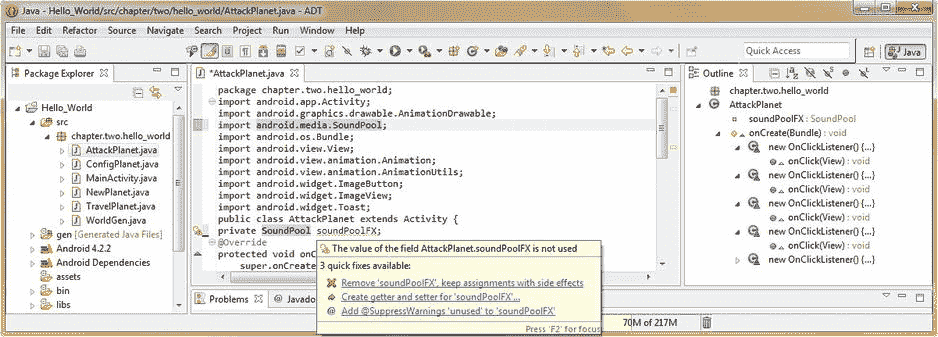 Java - Hello_World/src/chapter/two/hello_world/AttackPlanet.java - ADT
File Edit Refactor Source Navigate Search Project Run Window Help
Quick Access
Java
Package Explorer
Hello_World
src
chapter.two.hello_world
AttackPlanet.java
ConfigPlanet.java
MainActivity.java
NewPlanet.java
TravelPlanet.java
WorldGen.java
gen [Generated Java Files]
Android 4.2.2
Android Dependencies
assets
bin
libs
*AttackPlanet.java
package chapter.two.hello_world;
import android.app.Activity;
import android.graphics.drawable.AnimationDrawable;
import android.media.SoundPool;
import android.os.Bundle;
import android.view.View;
import android.view.animation.Animation;
import android.view.animation.AnimationUtils;
import android.widget.ImageButton;
import android.widget.ImageView;
import android.widget.Toast;
public class AttackPlanet extends Activity {
private SoundPool soundPoolFX;
@Override
protected void onC
super.onCreate
The value of the field AttackPlanet.soundPoolFX is not used
3 quick fixes available:
Remove 'soundPoolFX', keep assignments with side effects
Create getter and setter for 'soundPoolFX'...
Add @SuppressWarnings 'unused' to 'soundPoolFX'
Press 'F2' for focus
Problems @ Javado
70M of 217M
Outline
chapter.two.hello_world
AttackPlanet
soundPoolFX : SoundPool
onCreate(Bundle) : void
new OnClickListener() {...}
onClick(View) : void
new OnClickListener() {...}
onClick(View) : void
new OnClickListener() {...}
onClick(View) : void
new OnClickListener() {...}